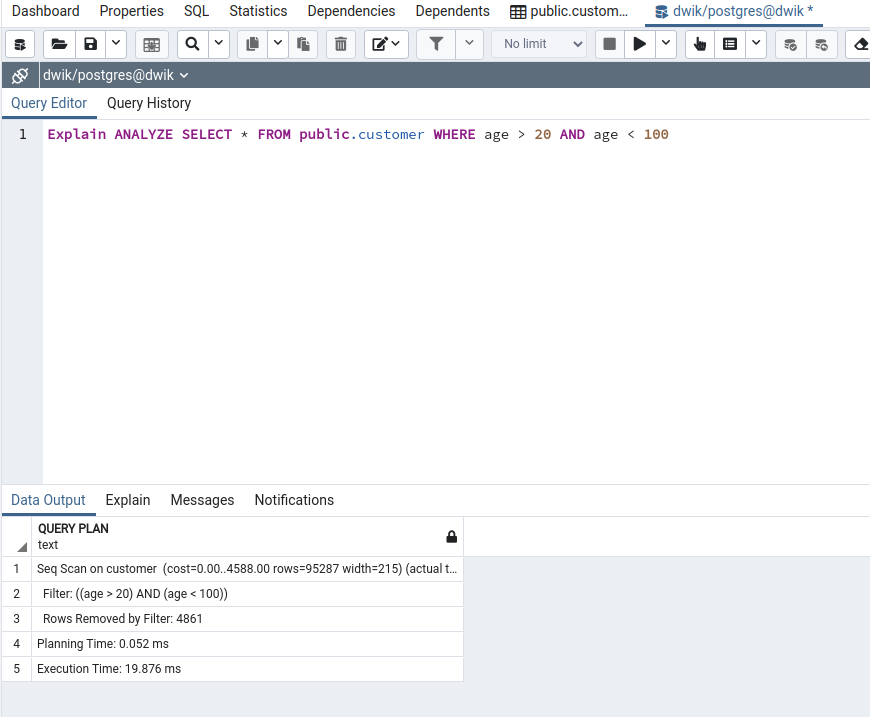 Dashboard Properties SQL Statistics Dependencies Dependents public.custom... dwik/postgres@dwik *
No limit
dwik/postgres@dwik
Query Editor Query History
1 Explain ANALYZE SELECT * FROM public.customer WHERE age > 20 AND age < 100
Data Output Explain Messages Notifications
QUERY PLAN
text
1 Seq Scan on customer (cost=0.00..4588.00 rows=95287 width=215) (actual t...
2 Filter: ((age > 20) AND (age < 100))
3 Rows Removed by Filter: 4861
4 Planning Time: 0.052 ms
5 Execution Time: 19.876 ms